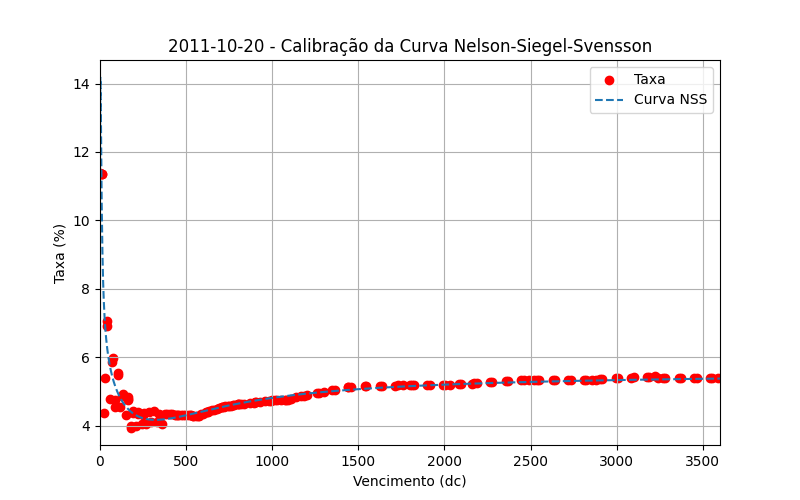 2011-10-20 - Calibração da Curva Nelson-Siegel-Svensson
Taxa
Curva NSS
Taxa (%)
14
12
10
8
6
4
0
500
1000
1500
2000
2500
3000
3500
Vencimento (dc)